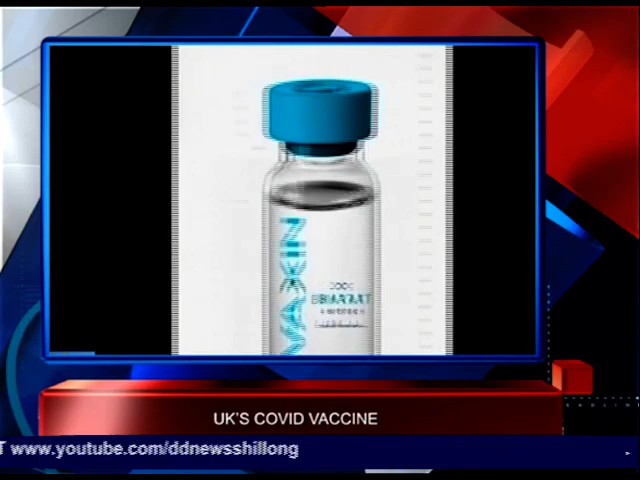 VAXIN
BHARAT
UK'S COVID VACCINE
T www.youtube.com/ddnewsshillong